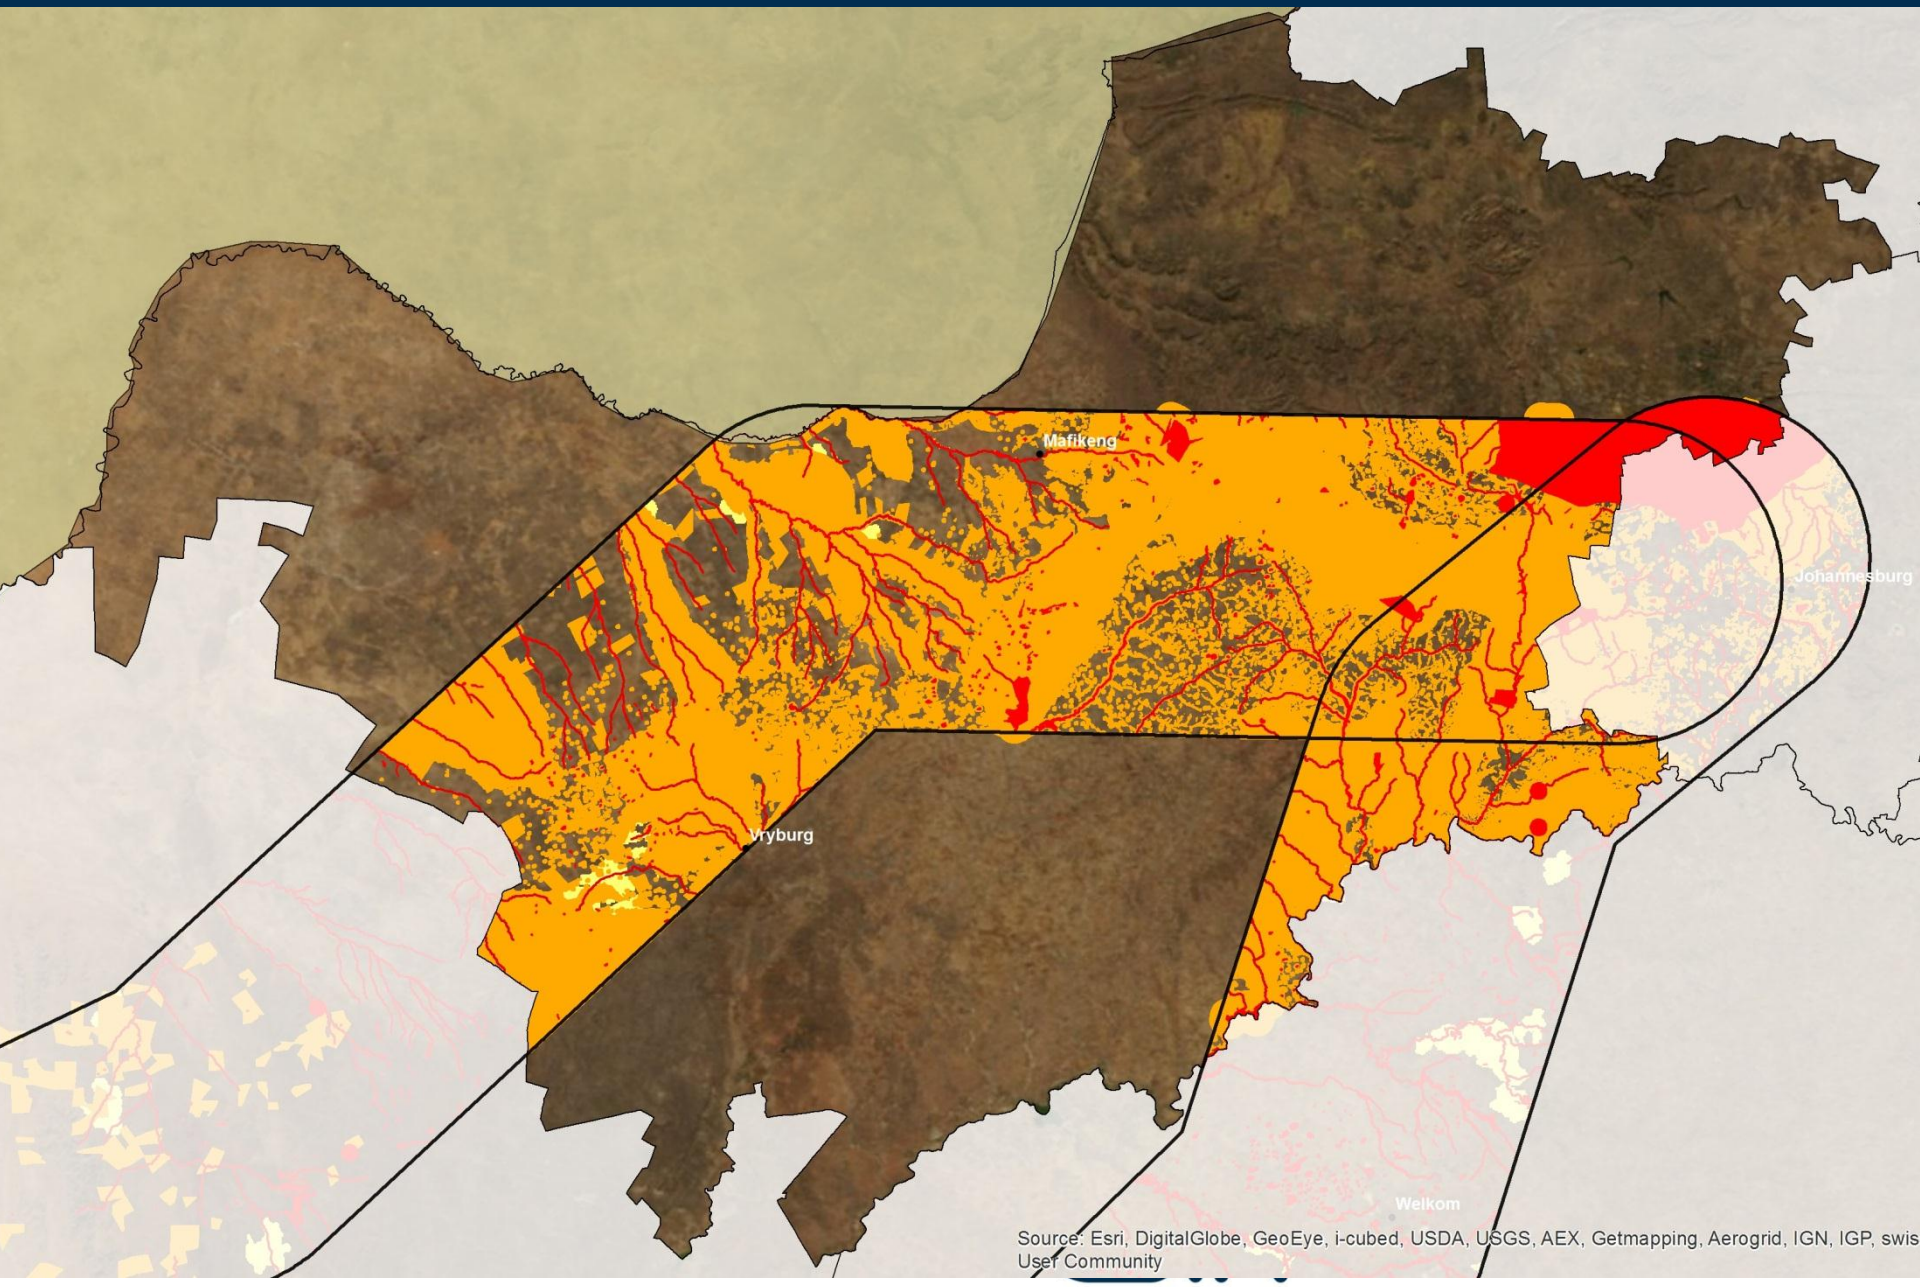 Mafikeng
Johannesburg
Vryburg
Welkom
Source: Esri, DigitalGlobe, GeoEye, i-cubed, USDA, USGS, AEX, Getmapping, Aerogrid, IGN, IGP, swis
User Community